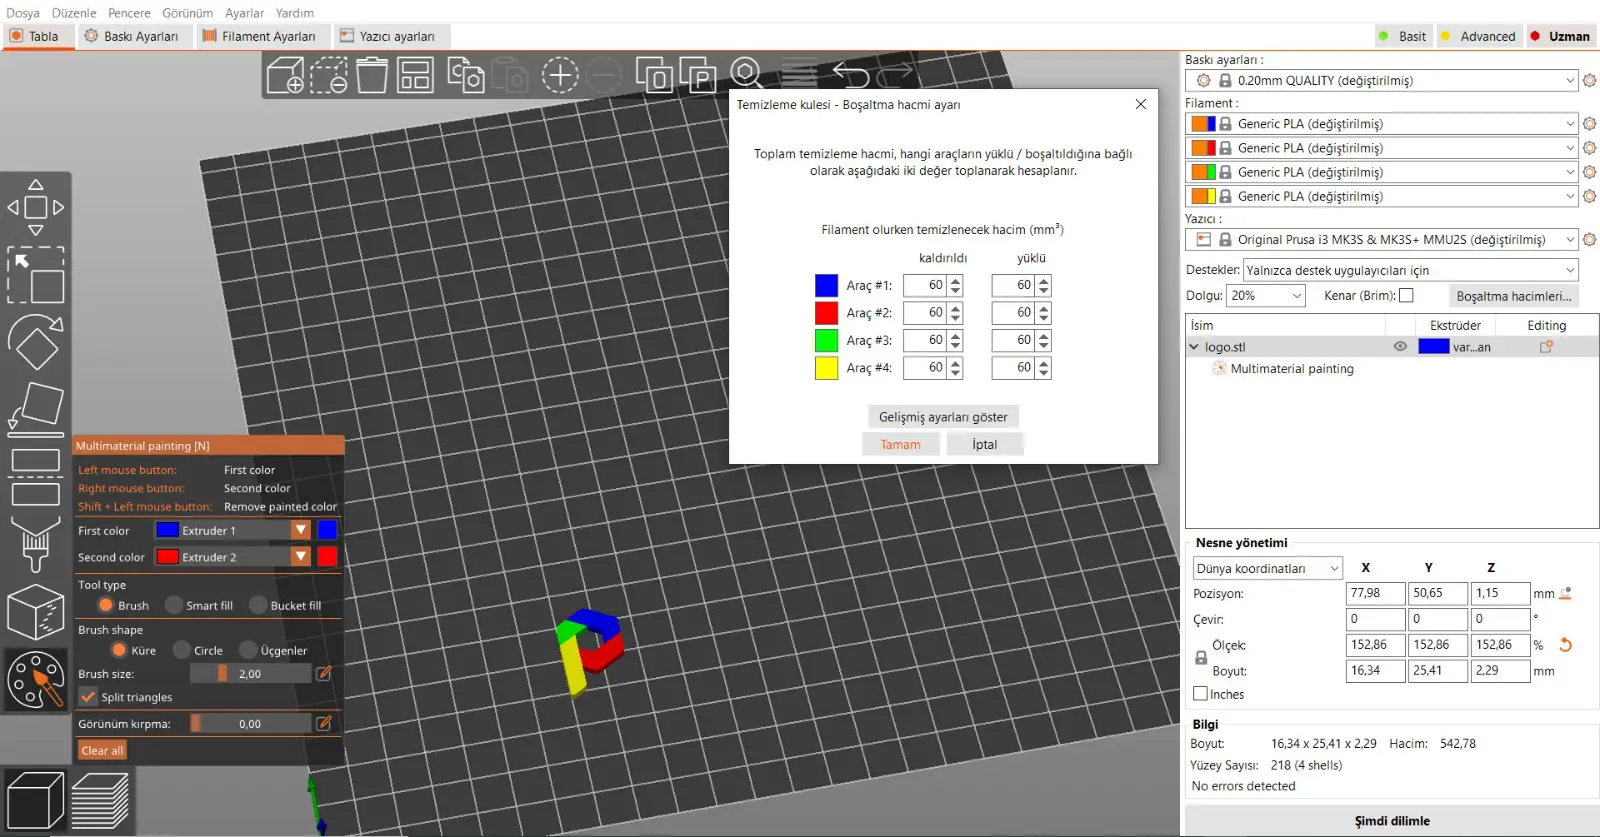 Dosya Düzenle Pencere Görünüm Ayarlar Yardım
Tabla Baskı Ayarları Filament Ayarları Yazıcı ayarları
Basit Advanced Uzman
Temizleme kulesi - Boşaltma hacmi ayarı
Toplam temizleme hacmi, hangi araçların yüklü / boşaltıldığına bağlı
olarak aşağıdaki iki değer toplanarak hesaplanır.
Filament olurken temizlenecek hacim (mm³)
kaldırıldı yüklü
Araç #1: 60 60
Araç #2: 60 60
Araç #3: 60 60
Araç #4: 60 60
Gelişmiş ayarları göster
Tamam İptal
Multimaterial painting [N]
Left mouse button: First color
Right mouse button: Second color
Shift + Left mouse button: Remove painted color
First color Extruder 1
Second color Extruder 2
Tool type
Brush Smart fill Bucket fill
Brush shape
Küre Circle Üçgenler
Brush size: 2,00
Split triangles
Görünüm kırpma: 0,00
Clear all
Baskı ayarları :
0.20mm QUALITY (değiştirilmiş)
Filament :
Generic PLA (değiştirilmiş)
Generic PLA (değiştirilmiş)
Generic PLA (değiştirilmiş)
Generic PLA (değiştirilmiş)
Yazıcı :
Original Prusa i3 MK3S & MK3S+ MMU2S (değiştirilmiş)
Destekler: Yalnızca destek uygulayıcıları için
Dolgu: 20% Kenar (Brim): Boşaltma hacimleri...
İsim Ekstrüder Editing
logo.stl var...an
Multimaterial painting
Nesne yönetimi
Dünya koordinatları X Y Z
Pozisyon: 77,98 50,65 1,15 mm
Çevir: 0 0 0 °
Ölçek: 152,86 152,86 152,86 %
Boyut: 16,34 25,41 2,29 mm
Inches
Bilgi
Boyut: 16,34 x 25,41 x 2,29 Hacim: 542,78
Yüzey Sayısı: 218 (4 shells)
No errors detected
Şimdi dilimle